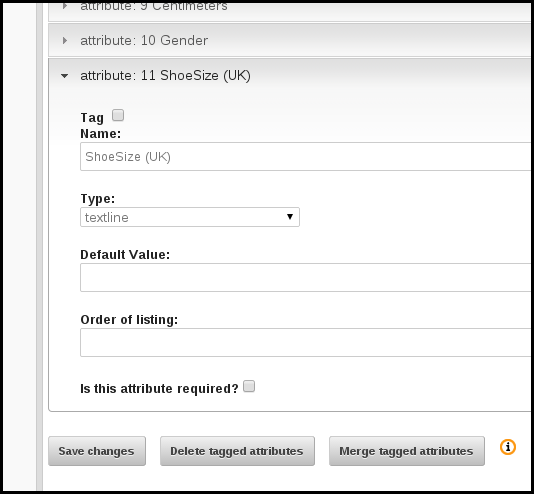 attribute: 9 Centimeters
attribute: 10 Gender
attribute: 11 ShoeSize (UK)
Tag
Name:
ShoeSize (UK)
Type:
textline
Default Value:
Order of listing:
Is this attribute required?
Save changes
Delete tagged attributes
Merge tagged attributes